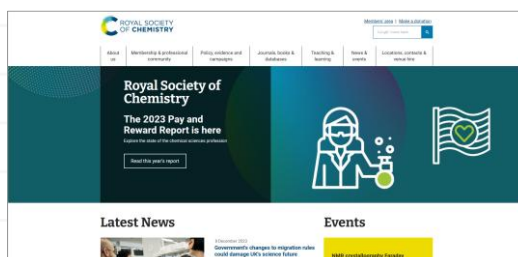 ROYAL SOCIETY
OF CHEMISTRY
Members' area | Make a donation
About
us
Membership & professional
community
Policy, evidence and
campaigns
Journals, books &
databases
Teaching &
learning
News &
events
Locations, contacts &
venue hire
Royal Society of
Chemistry
The 2023 Pay and
Reward Report is here
Explore the state of the chemical sciences profession
Read this year's report
Latest News
Events
December 2023
Government's changes to migration rules
could damage UK's science future
NMR crystallography Faraday